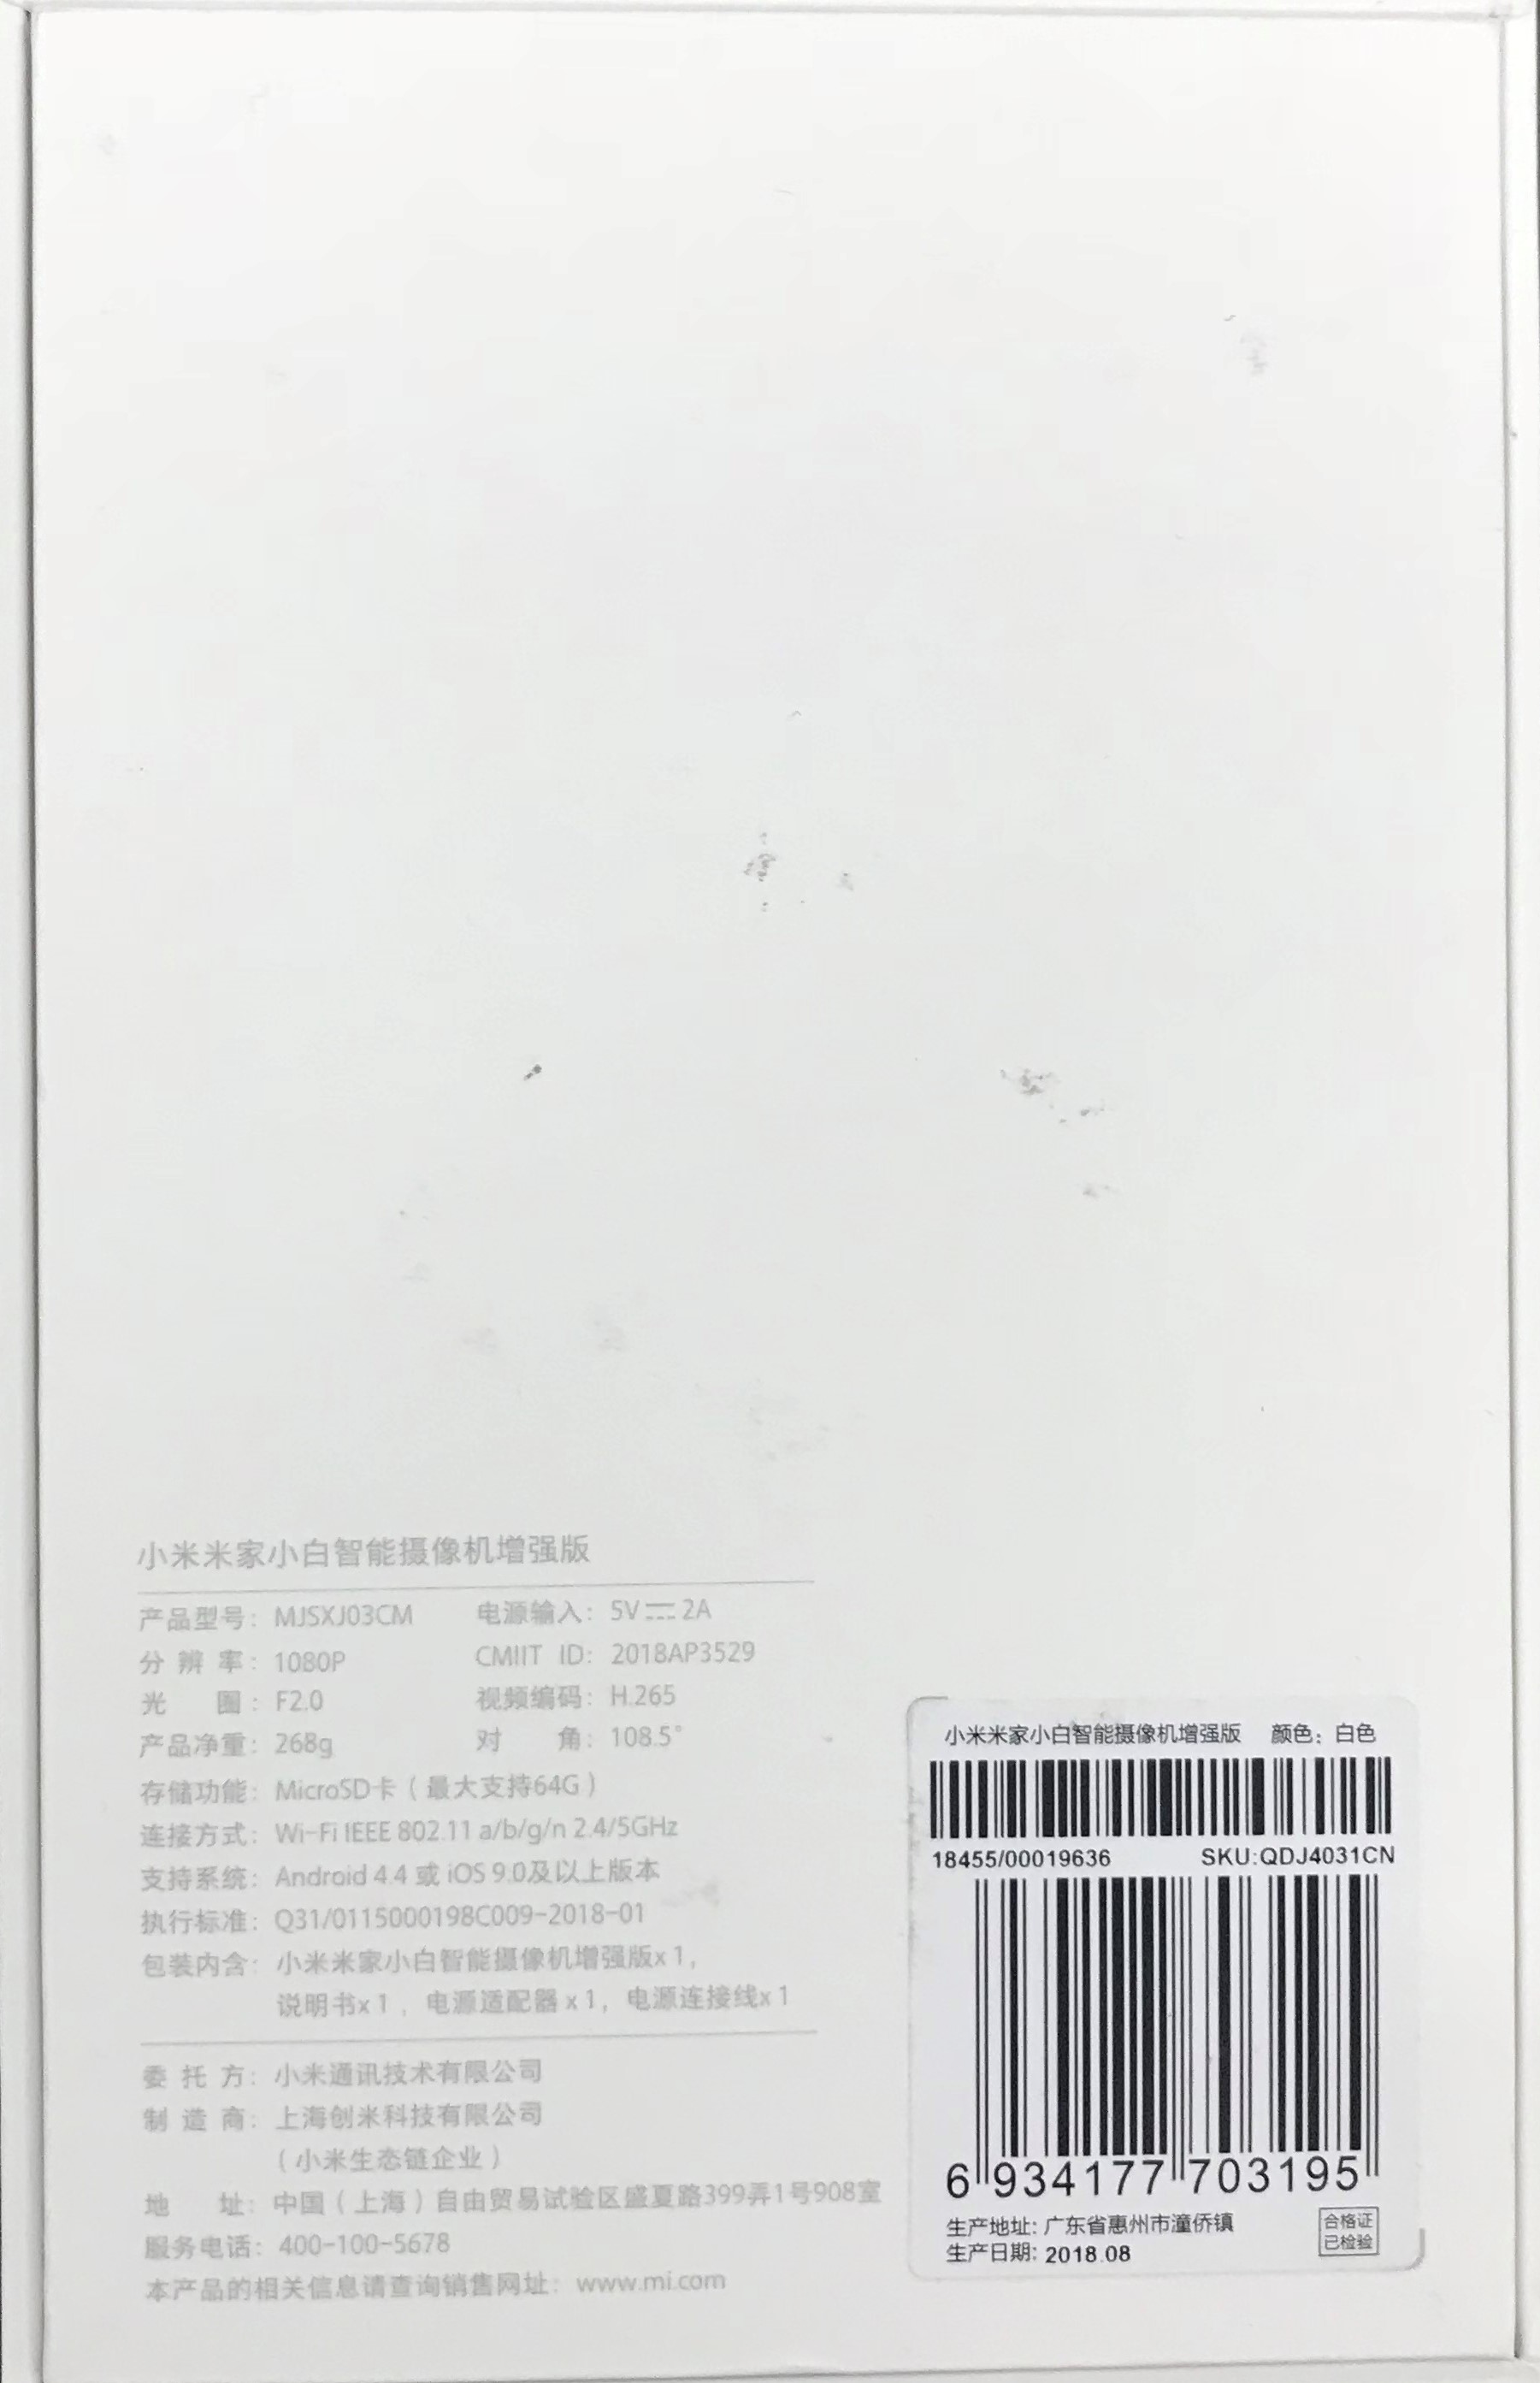 小米米家小白智能摄像机增强版
产品型号: MJSXJ03CM 电源输入: 5V⎓2A
分辨率: 1080P CMIIT ID: 2018AP3529
光圈: F2.0 视频编码: H.265
产品净重: 268g 对角: 108.5°
存储功能: MicroSD卡(最大支持64G)
连接方式: Wi-Fi IEEE 802.11 a/b/g/n 2.4/5GHz
支持系统: Android 4.4 或 iOS 9.0及以上版本
执行标准: Q31/0115000198C009-2018-01
包装内含: 小米米家小白智能摄像机增强版x1,
说明书x1, 电源适配器x1, 电源连接线x1
委托方: 小米通讯技术有限公司
制造商: 上海创米科技有限公司
(小米生态链企业)
地址: 中国(上海)自由贸易试验区盛夏路399弄1号908室
服务电话: 400-100-5678
本产品的相关信息请查询销售网址: www.mi.com
小米米家小白智能摄像机增强版 颜色: 白色
18455/00019636 SKU:QDJ4031CN
6 934177 703195
生产地址: 广东省惠州市潼侨镇
生产日期: 2018.08
合格证
已检验